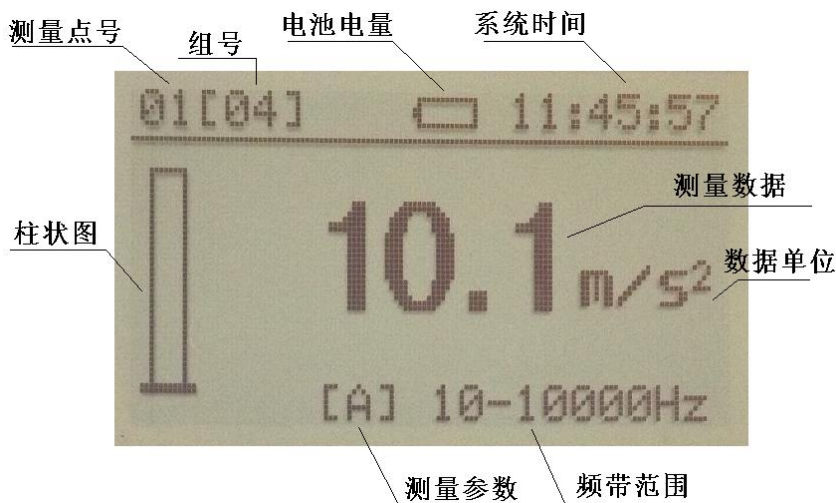 测量点号 组号 电池电量 系统时间
01[04] 11:45:57
测量数据
柱状图 10.1 m/s² 数据单位
[A] 10-10000Hz
测量参数 频带范围